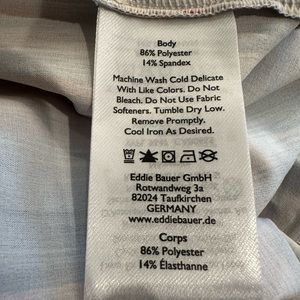 Body
86% Polyester
14% Spandex
Machine Wash Cold Delicate
With Like Colors. Do Not
Bleach. Do Not Use Fabric
Softeners. Tumble Dry Low.
Remove Promptly.
Cool Iron As Desired.
Eddie Bauer GmbH
Rotwandweg 3a
82024 Taufkirchen
GERMANY
www.eddiebauer.de
Corps
86% Polyester
14% Élasthanne